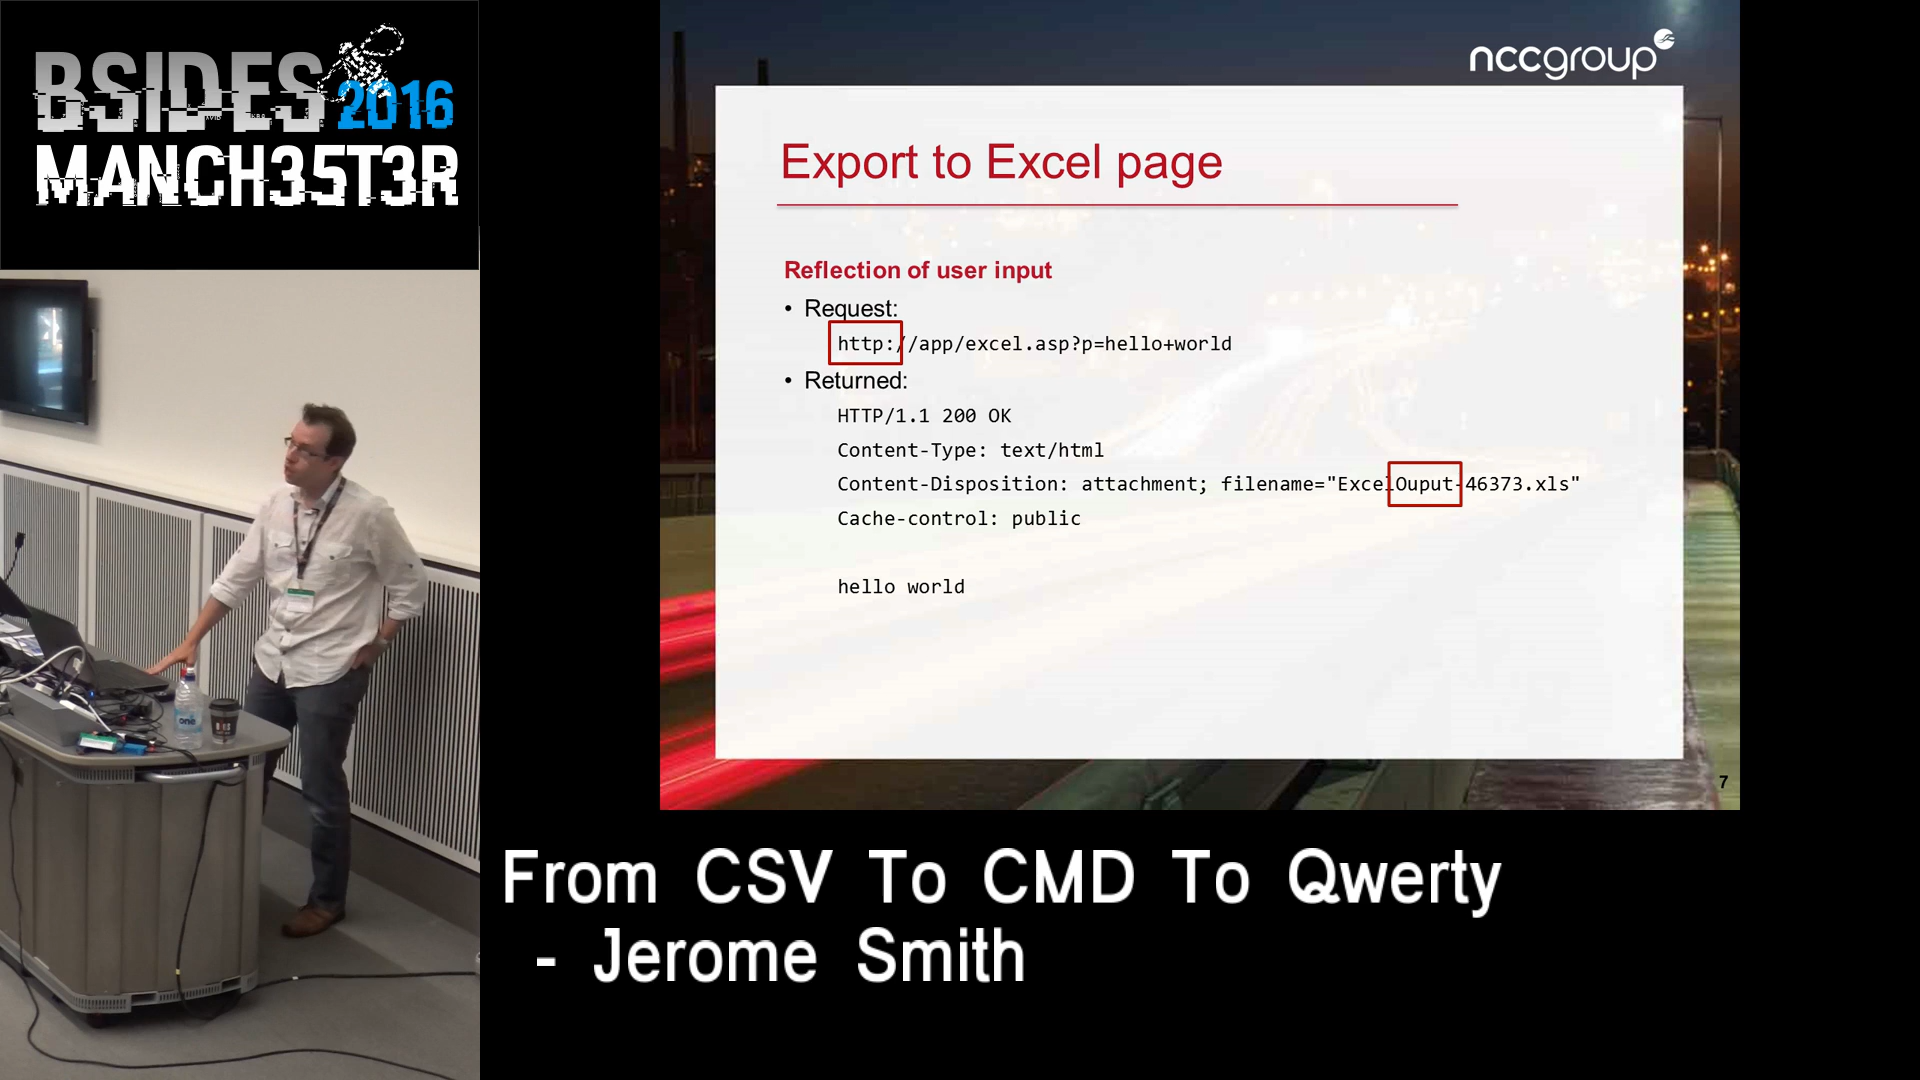 BSIDES 2016
MANCH35T3R
nccgroup
Export to Excel page
Reflection of user input
• Request:
http://app/excel.asp?p=hello+world
• Returned:
HTTP/1.1 200 OK
Content-Type: text/html
Content-Disposition: attachment; filename="ExcelOuput-46373.xls"
Cache-control: public
hello world
one
7
From CSV To CMD To Qwerty
- Jerome Smith